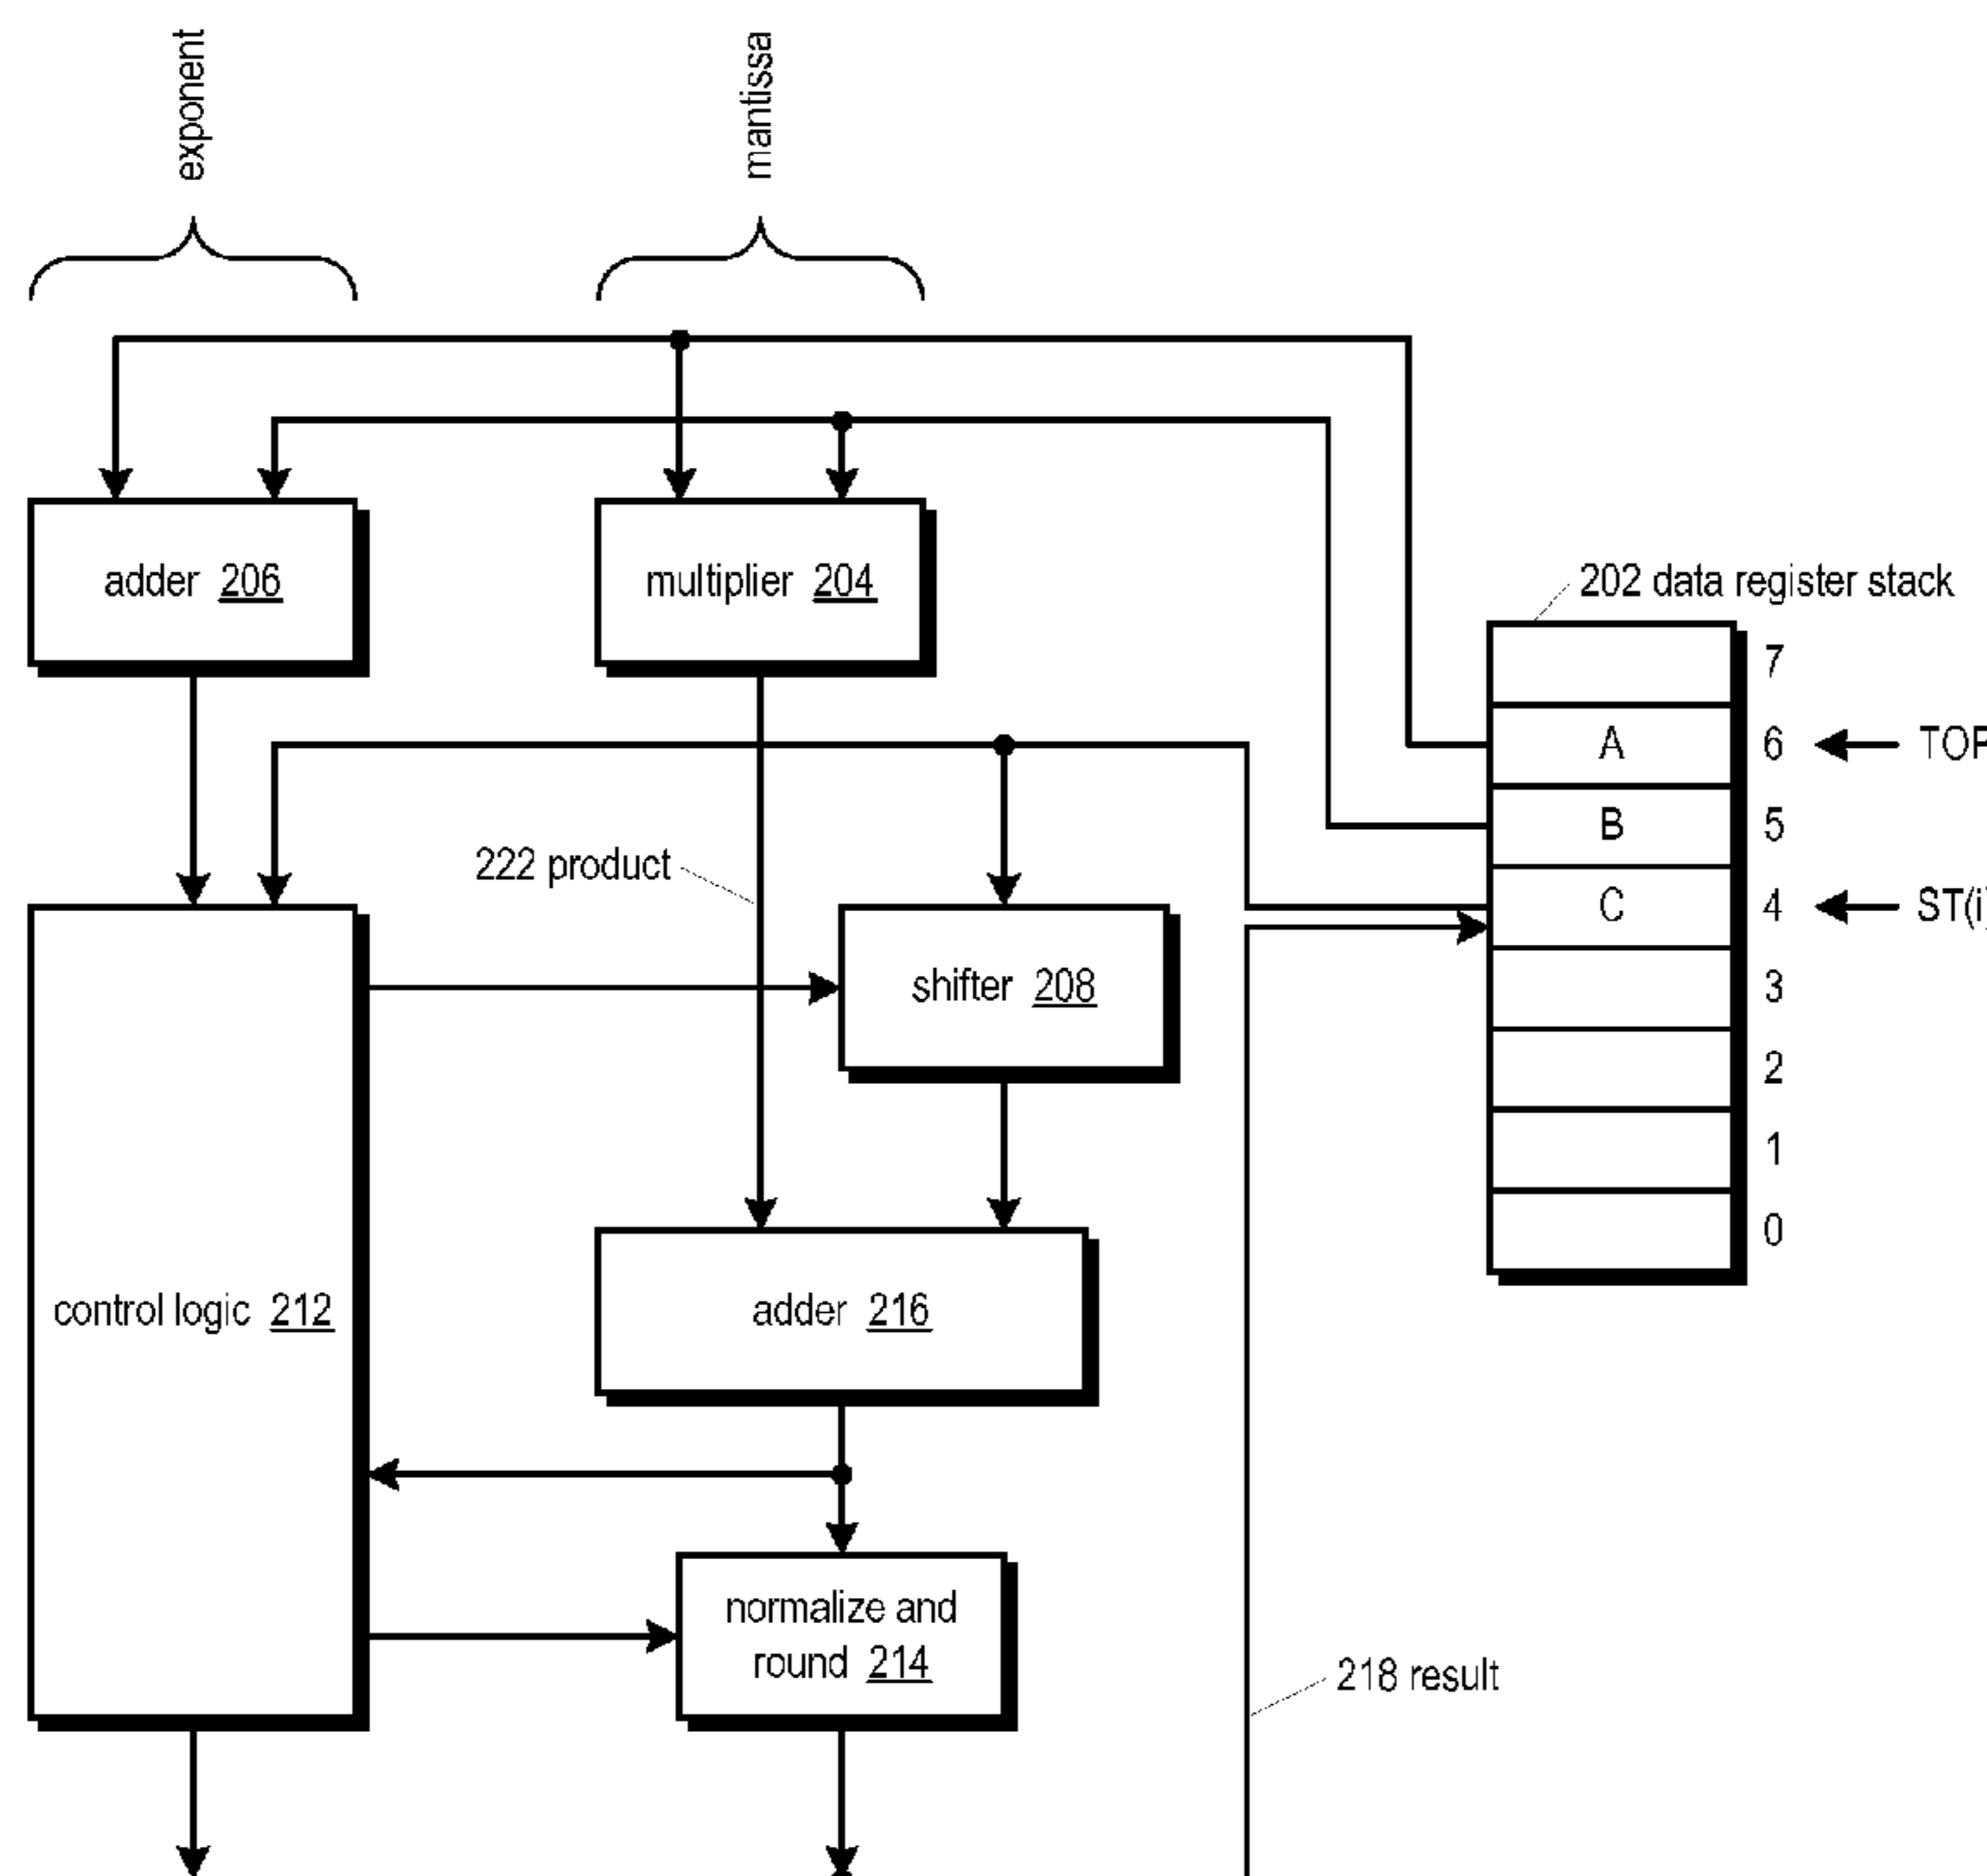 exponent
mantissa
adder 206
multiplier 204
202 data register stack
7
A
6
TOP
B
5
222 product
C
4
ST(i)
shifter 208
3
2
1
0
control logic 212
adder 216
normalize and
round 214
218 result